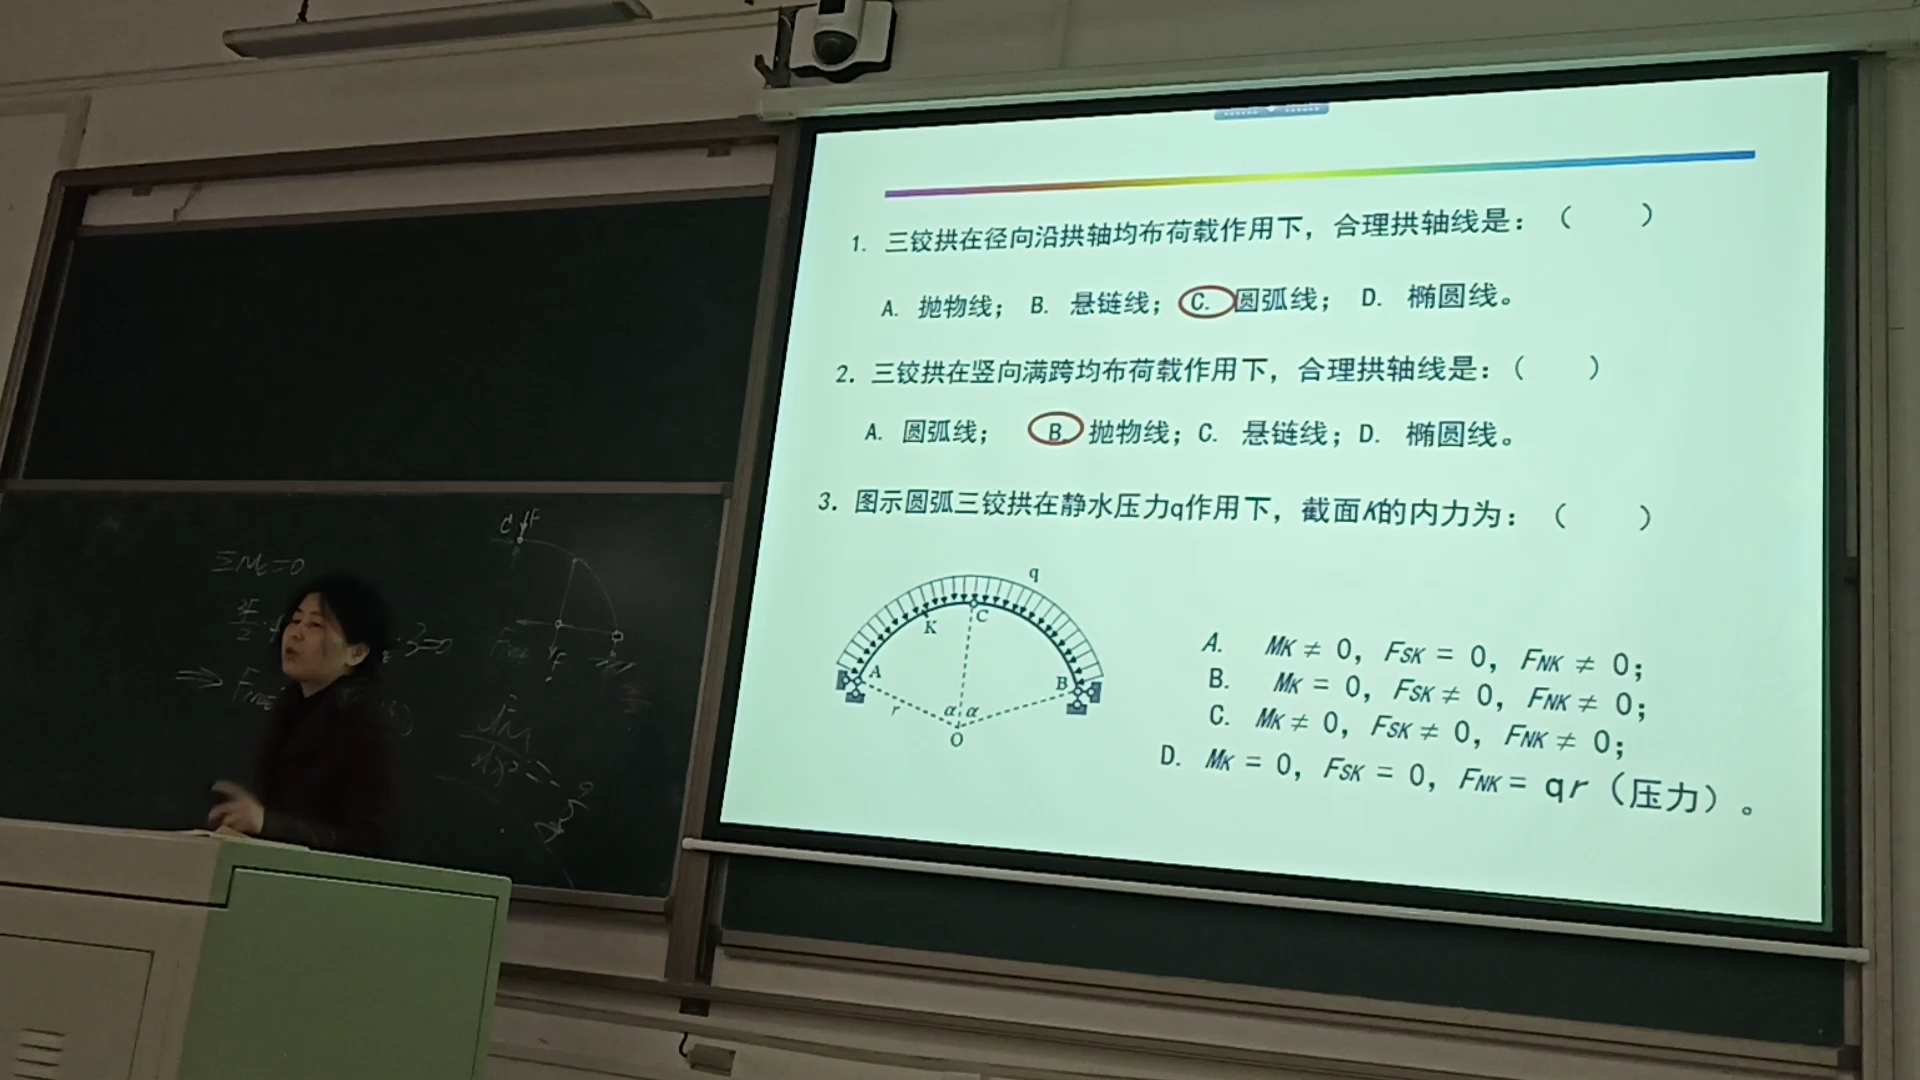 1. 三铰拱在径向沿拱轴均布荷载作用下，合理拱轴线是：（　　）
A. 抛物线； B. 悬链线； C. 圆弧线； D. 椭圆线。
2. 三铰拱在竖向满跨均布荷载作用下，合理拱轴线是：（　　）
A. 圆弧线； B. 抛物线；C. 悬链线；D. 椭圆线。
3. 图示圆弧三铰拱在静水压力q作用下，截面K的内力为：（　　）
q
K
C
A
B
r
α
α
O
A. MK ≠ 0, FSK = 0, FNK ≠ 0；
B. MK = 0, FSK ≠ 0, FNK ≠ 0；
C. MK ≠ 0, FSK ≠ 0, FNK ≠ 0；
D. MK = 0, FSK = 0, FNK = qr（压力）。
C
F
ΣMC=0